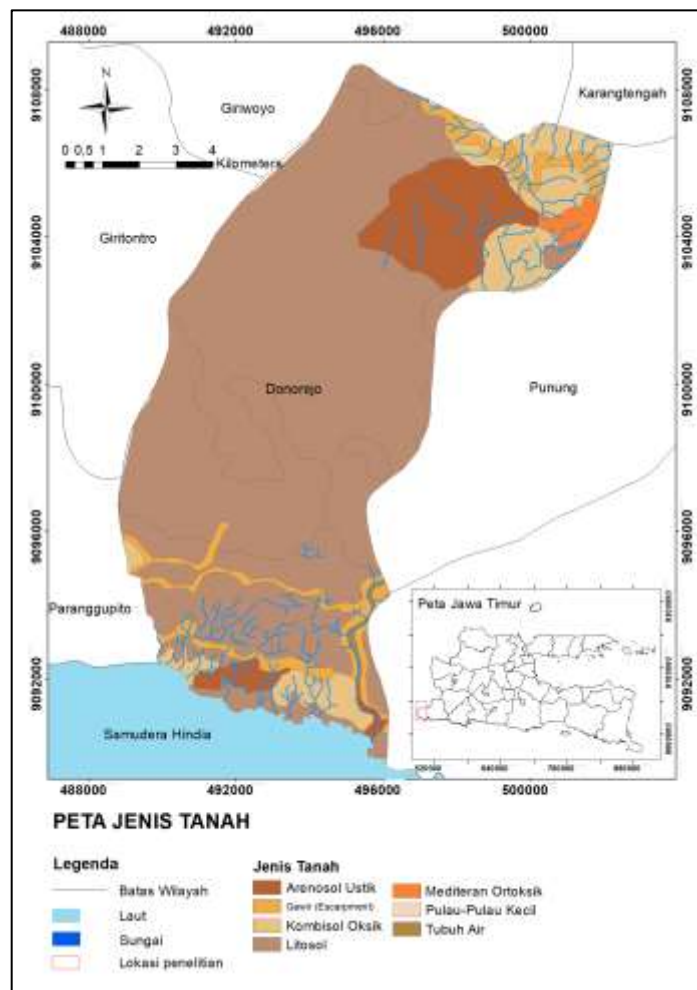 488000 492000 496000 500000
9108000 9108000
9104000 9104000
9100000 9100000
9096000 9096000
9092000 9092000
N
0 0,5 1 2 3 4
Kilometers
Giriwoyo
Karangtengah
Giritontro
Donorejo
Punung
Paranggupito
Samudera Hindia
Peta Jawa Timur
488000 492000 496000 500000
PETA JENIS TANAH
Legenda
Batas Wilayah
Laut
Sungai
Lokasi penelitian
Jenis Tanah
Arenosol Ustik
Gawir (Escarpment)
Kombisol Oksik
Litosol
Mediteran Ortoksik
Pulau-Pulau Kecil
Tubuh Air